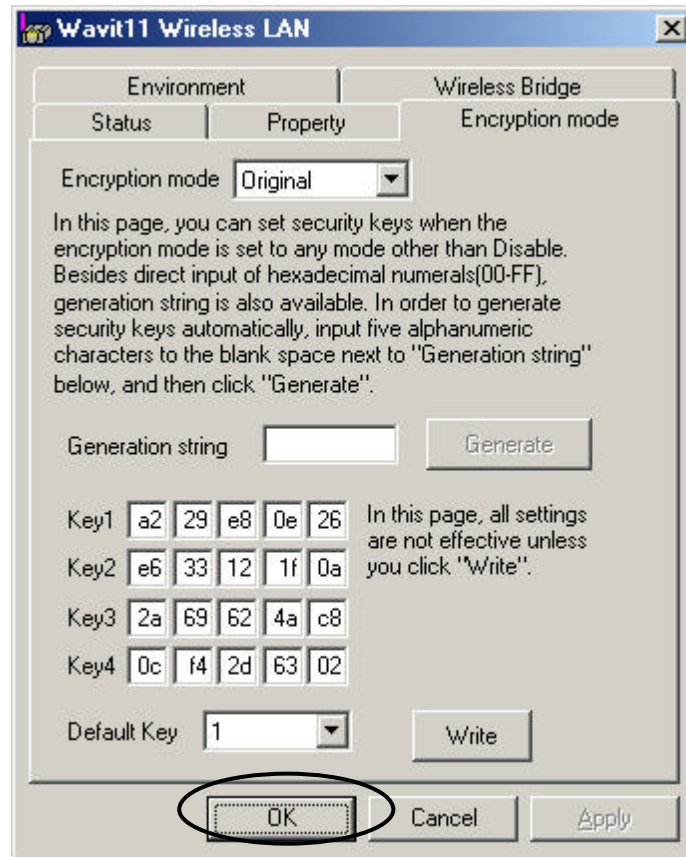 Wavit11 Wireless LAN
Environment Wireless Bridge
Status Property Encryption mode
Encryption mode Original
In this page, you can set security keys when the
encryption mode is set to any mode other than Disable.
Besides direct input of hexadecimal numerals(00-FF),
generation string is also available. In order to generate
security keys automatically, input five alphanumeric
characters to the blank space next to "Generation string"
below, and then click "Generate".
Generation string Generate
Key1 a2 29 e8 0e 26
Key2 e6 33 12 1f 0a
Key3 2a 69 62 4a c8
Key4 0c f4 2d 63 02
In this page, all settings
are not effective unless
you click "Write".
Default Key 1 Write
OK Cancel Apply